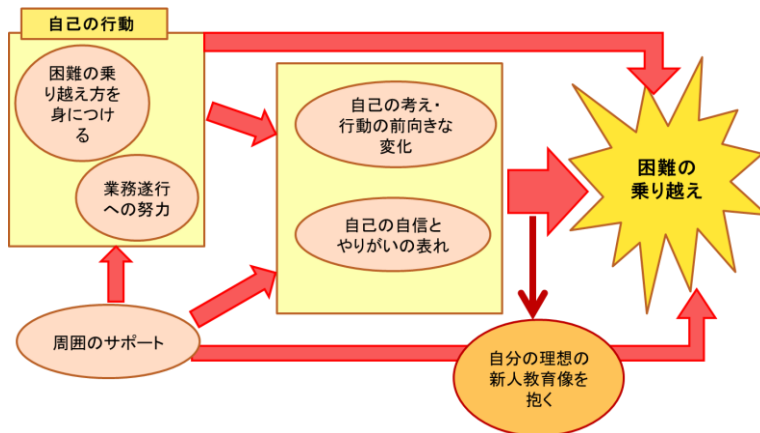 自己の行動
困難の乗
り越え方を
身につけ
る
業務遂行
への努力
自己の考え・
行動の前向きな
変化
自己の自信と
やりがいの表れ
困難の
乗り越え
周囲のサポート
自分の理想の
新人教育像を
抱く